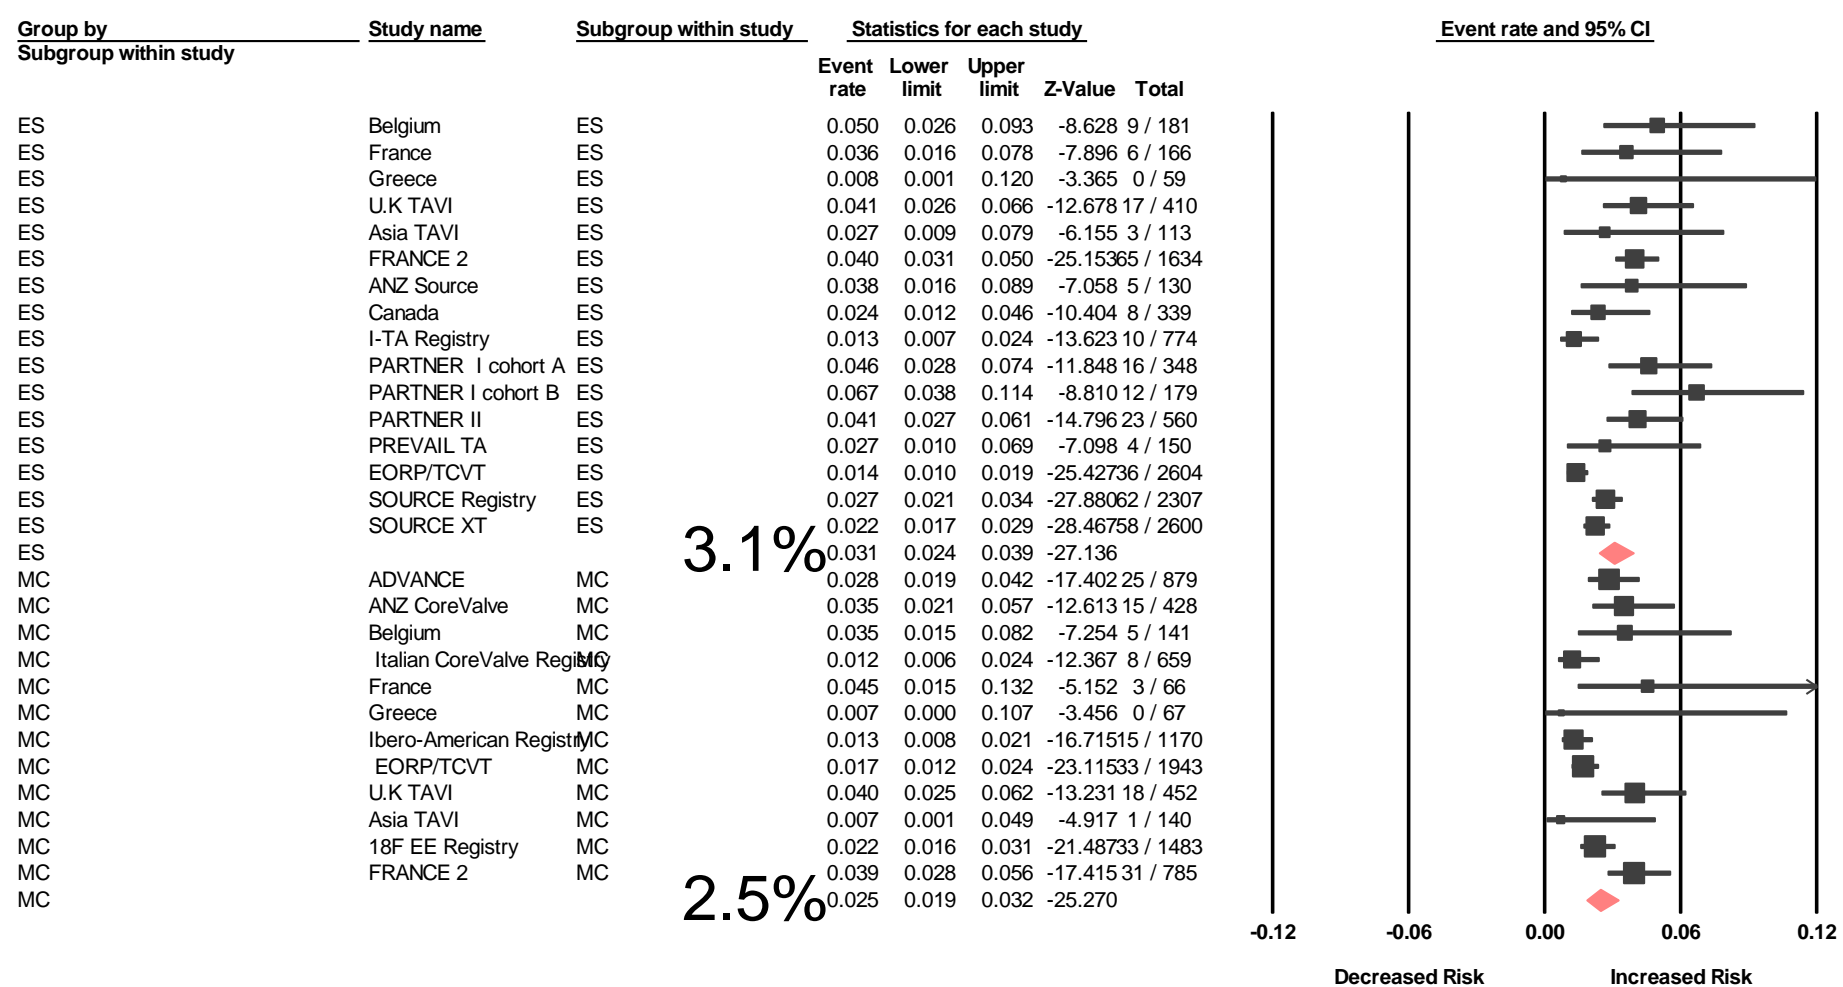 Group by Study name Subgroup within study Statistics for each study Event rate and 95% CI
Subgroup within study
Event Lower Upper
rate limit limit Z-Value Total
ES Belgium ES 0.050 0.026 0.093 -8.628 9 / 181
ES France ES 0.036 0.016 0.078 -7.896 6 / 166
ES Greece ES 0.008 0.001 0.120 -3.365 0 / 59
ES U.K TAVI ES 0.041 0.026 0.066 -12.678 17 / 410
ES Asia TAVI ES 0.027 0.009 0.079 -6.155 3 / 113
ES FRANCE 2 ES 0.040 0.031 0.050 -25.153 65 / 1634
ES ANZ Source ES 0.038 0.016 0.089 -7.058 5 / 130
ES Canada ES 0.024 0.012 0.046 -10.404 8 / 339
ES I-TA Registry ES 0.013 0.007 0.024 -13.623 10 / 774
ES PARTNER I cohort A ES 0.046 0.028 0.074 -11.848 16 / 348
ES PARTNER I cohort B ES 0.067 0.038 0.114 -8.810 12 / 179
ES PARTNER II ES 0.041 0.027 0.061 -14.796 23 / 560
ES PREVAIL TA ES 0.027 0.010 0.069 -7.098 4 / 150
ES EORP/TCVT ES 0.014 0.010 0.019 -25.427 36 / 2604
ES SOURCE Registry ES 0.027 0.021 0.034 -27.880 62 / 2307
ES SOURCE XT ES 0.022 0.017 0.029 -28.467 58 / 2600
ES 3.1% 0.031 0.024 0.039 -27.136
MC ADVANCE MC 0.028 0.019 0.042 -17.402 25 / 879
MC ANZ CoreValve MC 0.035 0.021 0.057 -12.613 15 / 428
MC Belgium MC 0.035 0.015 0.082 -7.254 5 / 141
MC Italian CoreValve Registry MC 0.012 0.006 0.024 -12.367 8 / 659
MC France MC 0.045 0.015 0.132 -5.152 3 / 66
MC Greece MC 0.007 0.000 0.107 -3.456 0 / 67
MC Ibero-American Registry MC 0.013 0.008 0.021 -16.715 15 / 1170
MC EORP/TCVT MC 0.017 0.012 0.024 -23.115 33 / 1943
MC U.K TAVI MC 0.040 0.025 0.062 -13.231 18 / 452
MC Asia TAVI MC 0.007 0.001 0.049 -4.917 1 / 140
MC 18F EE Registry MC 0.022 0.016 0.031 -21.487 33 / 1483
MC FRANCE 2 MC 0.039 0.028 0.056 -17.415 31 / 785
MC 2.5% 0.025 0.019 0.032 -25.270
-0.12 -0.06 0.00 0.06 0.12
Decreased Risk Increased Risk